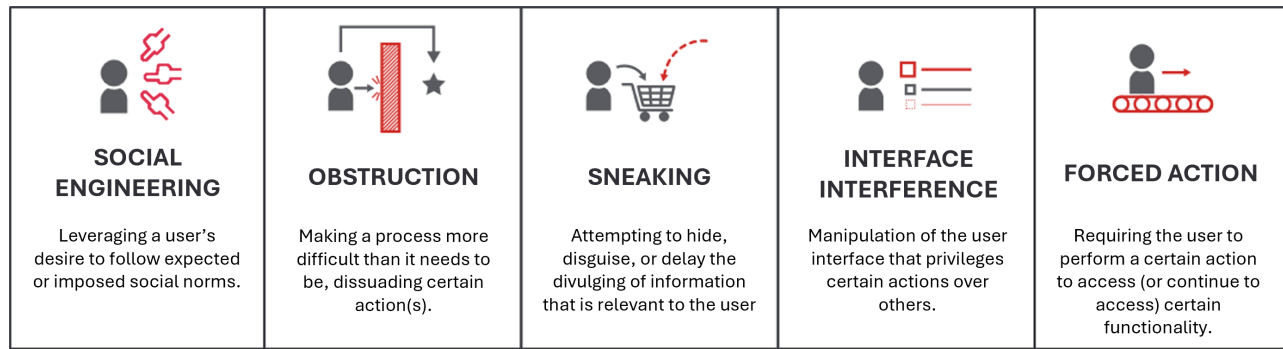 SOCIAL
ENGINEERING
Leveraging a user's
desire to follow expected
or imposed social norms.
OBSTRUCTION
Making a process more
difficult than it needs to
be, dissuading certain
action(s).
SNEAKING
Attempting to hide,
disguise, or delay the
divulging of information
that is relevant to the user
INTERFACE
INTERFERENCE
Manipulation of the user
interface that privileges
certain actions over
others.
FORCED ACTION
Requiring the user to
perform a certain action
to access (or continue to
access) certain
functionality.